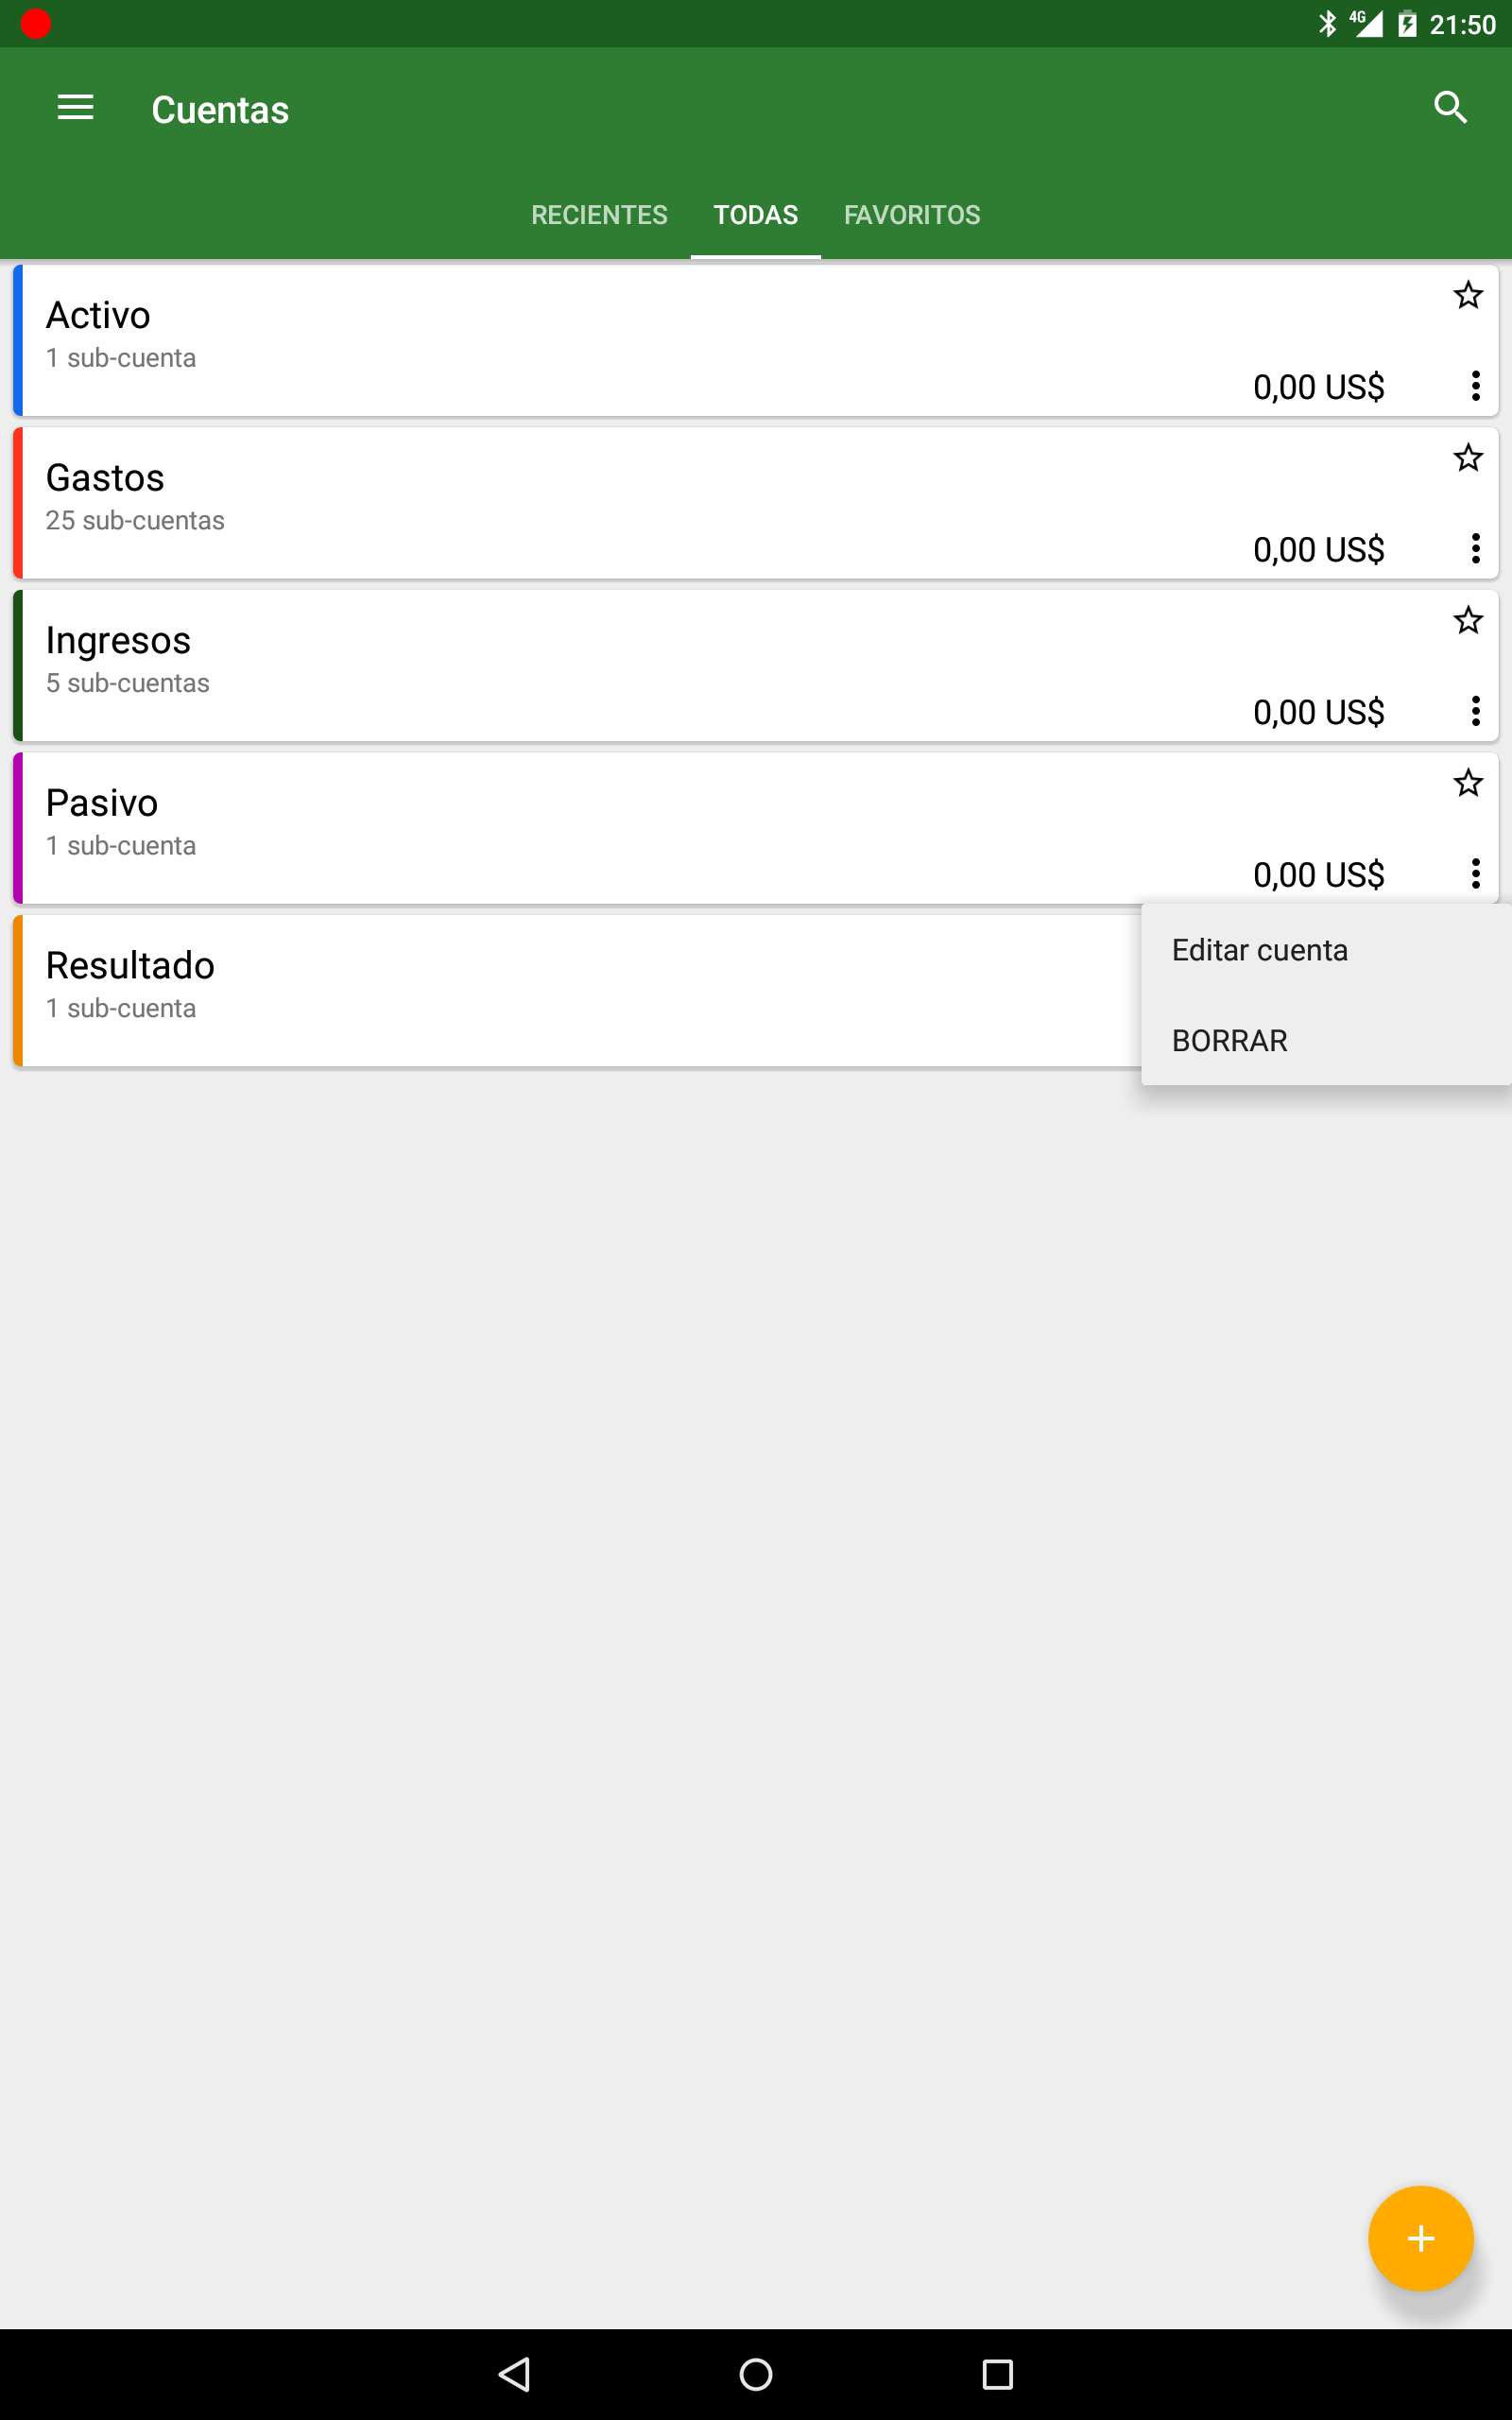 4G 21:50
Cuentas
RECIENTES TODAS FAVORITOS
Activo
1 sub-cuenta
0,00 US$
Gastos
25 sub-cuentas
0,00 US$
Ingresos
5 sub-cuentas
0,00 US$
Pasivo
1 sub-cuenta
0,00 US$
Resultado
1 sub-cuenta
Editar cuenta
BORRAR